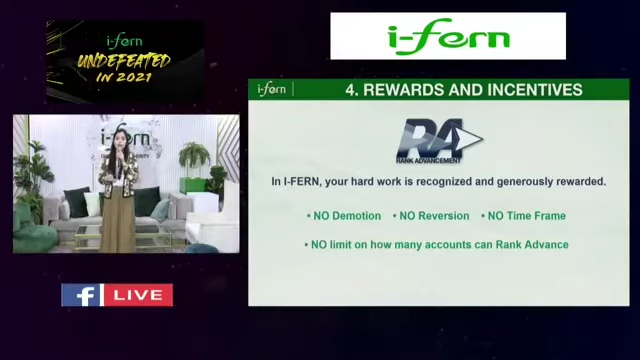 i-fern
UNDEFEATED
IN 2021
i-fern
i-fern
4. REWARDS AND INCENTIVES
RA
RANK ADVANCEMENT
In I-FERN, your hard work is recognized and generously rewarded.
• NO Demotion • NO Reversion • NO Time Frame
• NO limit on how many accounts can Rank Advance
i-fern
f LIVE